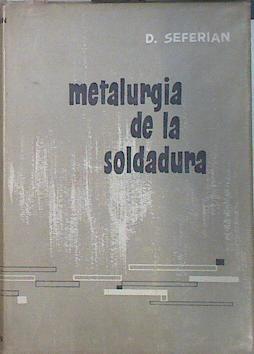 D. SEFERIAN
metalurgia
de la
soldadura